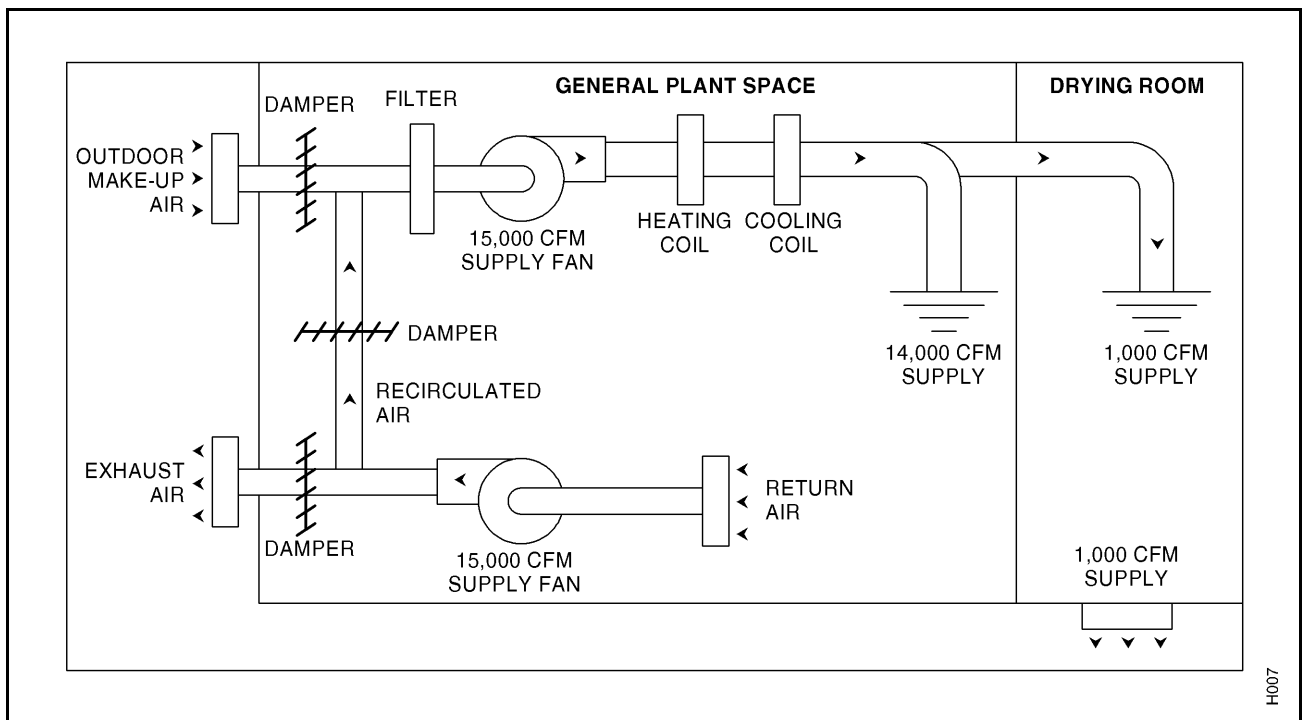 GENERAL PLANT SPACE
DRYING ROOM
DAMPER
FILTER
OUTDOOR
MAKE-UP
AIR
15,000 CFM
SUPPLY FAN
HEATING
COIL
COOLING
COIL
DAMPER
14,000 CFM
SUPPLY
1,000 CFM
SUPPLY
RECIRCULATED
AIR
EXHAUST
AIR
RETURN
AIR
DAMPER
15,000 CFM
SUPPLY FAN
1,000 CFM
SUPPLY
H007